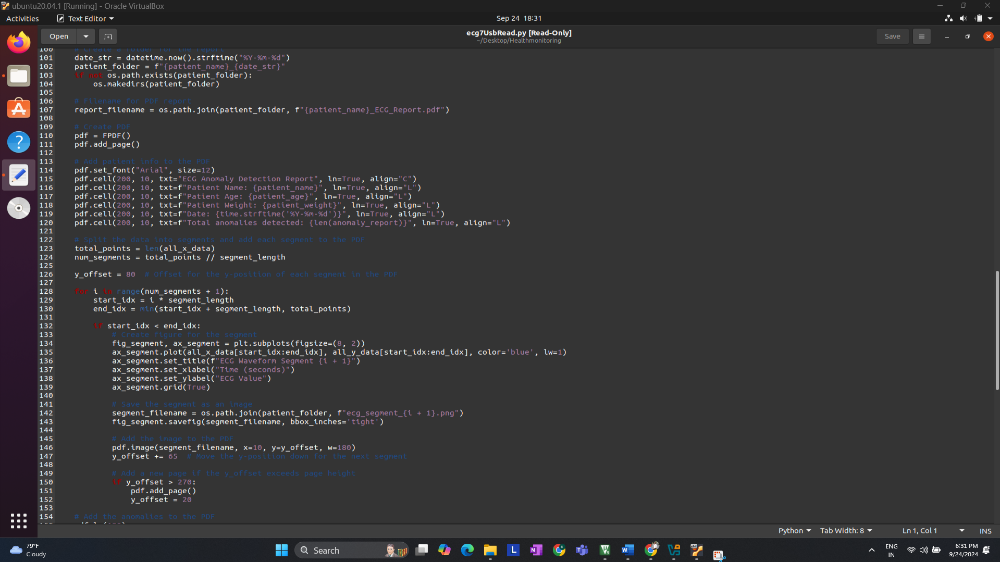 ubuntu20.04.1 [Running] - Oracle VirtualBox
Activities Text Editor Sep 24 18:31
Open ecg7UsbRead.py [Read-Only] Save
~/Desktop/Healthmonitoring
100 # Create a folder for the report
101 date_str = datetime.now().strftime("%Y-%m-%d")
102 patient_folder = f"{patient_name}_{date_str}"
103 if not os.path.exists(patient_folder):
104 os.makedirs(patient_folder)
105
106 # Filename for PDF report
107 report_filename = os.path.join(patient_folder, f"{patient_name}_ECG_Report.pdf")
108
109 # Create PDF
110 pdf = FPDF()
111 pdf.add_page()
112
113 # Add patient info to the PDF
114 pdf.set_font("Arial", size=12)
115 pdf.cell(200, 10, txt="ECG Anomaly Detection Report", ln=True, align="C")
116 pdf.cell(200, 10, txt=f"Patient Name: {patient_name}", ln=True, align="L")
117 pdf.cell(200, 10, txt=f"Patient Age: {patient_age}", ln=True, align="L")
118 pdf.cell(200, 10, txt=f"Patient Weight: {patient_weight}", ln=True, align="L")
119 pdf.cell(200, 10, txt=f"Date: {time.strftime('%Y-%m-%d')}", ln=True, align="L")
120 pdf.cell(200, 10, txt=f"Total anomalies detected: {len(anomaly_report)}", ln=True, align="L")
121
122 # Split the data into segments and add each segment to the PDF
123 total_points = len(all_x_data)
124 num_segments = total_points // segment_length
125
126 y_offset = 80 # Offset for the y-position of each segment in the PDF
127
128 for i in range(num_segments + 1):
129 start_idx = i * segment_length
130 end_idx = min(start_idx + segment_length, total_points)
131
132 if start_idx < end_idx:
133 # Create figure for the segment
134 fig_segment, ax_segment = plt.subplots(figsize=(8, 2))
135 ax_segment.plot(all_x_data[start_idx:end_idx], all_y_data[start_idx:end_idx], color='blue', lw=1)
136 ax_segment.set_title(f"ECG Waveform Segment {i + 1}")
137 ax_segment.set_xlabel("Time (seconds)")
138 ax_segment.set_ylabel("ECG Value")
139 ax_segment.grid(True)
140
141 # Save the segment as an image
142 segment_filename = os.path.join(patient_folder, f"ecg_segment_{i + 1}.png")
143 fig_segment.savefig(segment_filename, bbox_inches='tight')
144
145 # Add the image to the PDF
146 pdf.image(segment_filename, x=10, y=y_offset, w=180)
147 y_offset += 65 # Move the y-position down for the next segment
148
149 # Add a new page if the y_offset exceeds page height
150 if y_offset > 270:
151 pdf.add_page()
152 y_offset = 20
153
154 # Add the anomalies to the PDF
Python Tab Width: 8 Ln 1, Col 1 INS
79°F
Cloudy
Search
ENG
IN
6:31 PM
9/24/2024